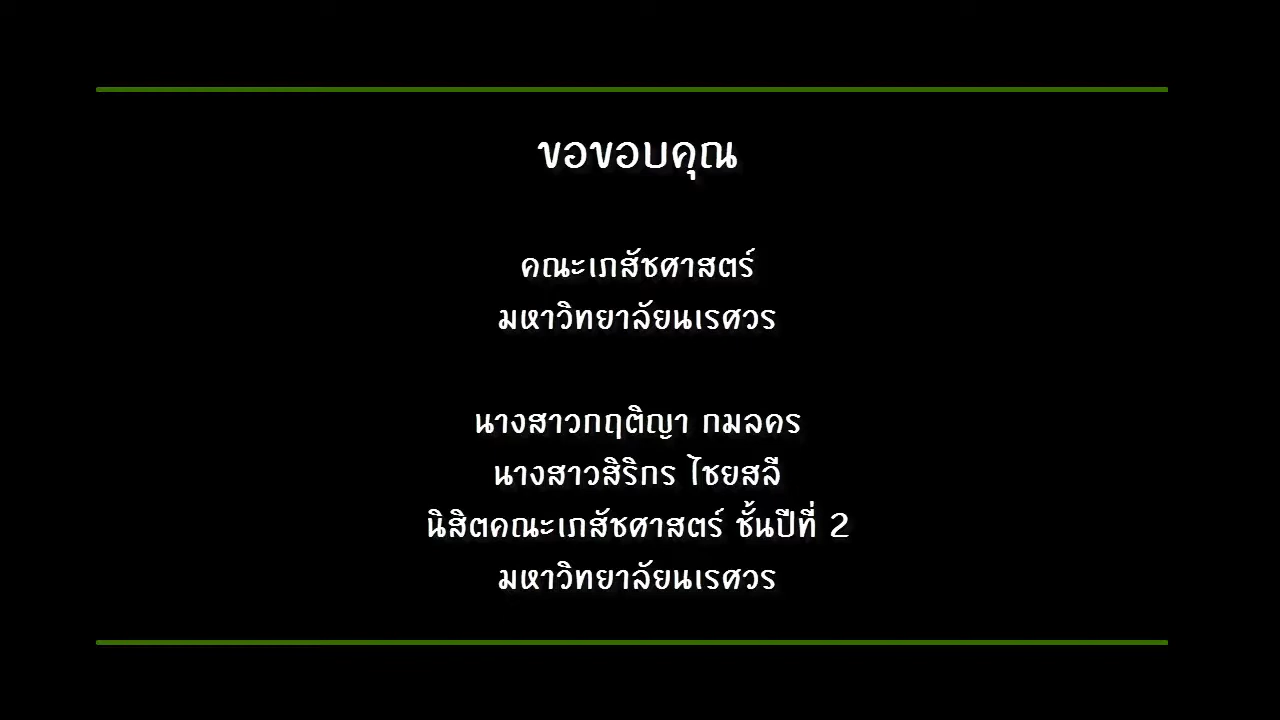 ขอขอบคุณ
คณะเภสัชศาสตร์
มหาวิทยาลัยนเรศวร
นางสาวกฤติญา กมลคร
นางสาวสิริกร ไชยสลี
นิสิตคณะเภสัชศาสตร์ ชั้นปีที่ 2
มหาวิทยาลัยนเรศวร